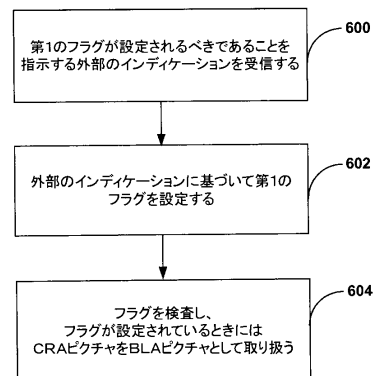 600
第1のフラグが設定されるべきであることを
指示する外部のインディケーションを受信する
602
外部のインディケーションに基づいて第1の
フラグを設定する
604
フラグを検査し、
フラグが設定されているときには
CRAピクチャをBLAピクチャとして取り扱う